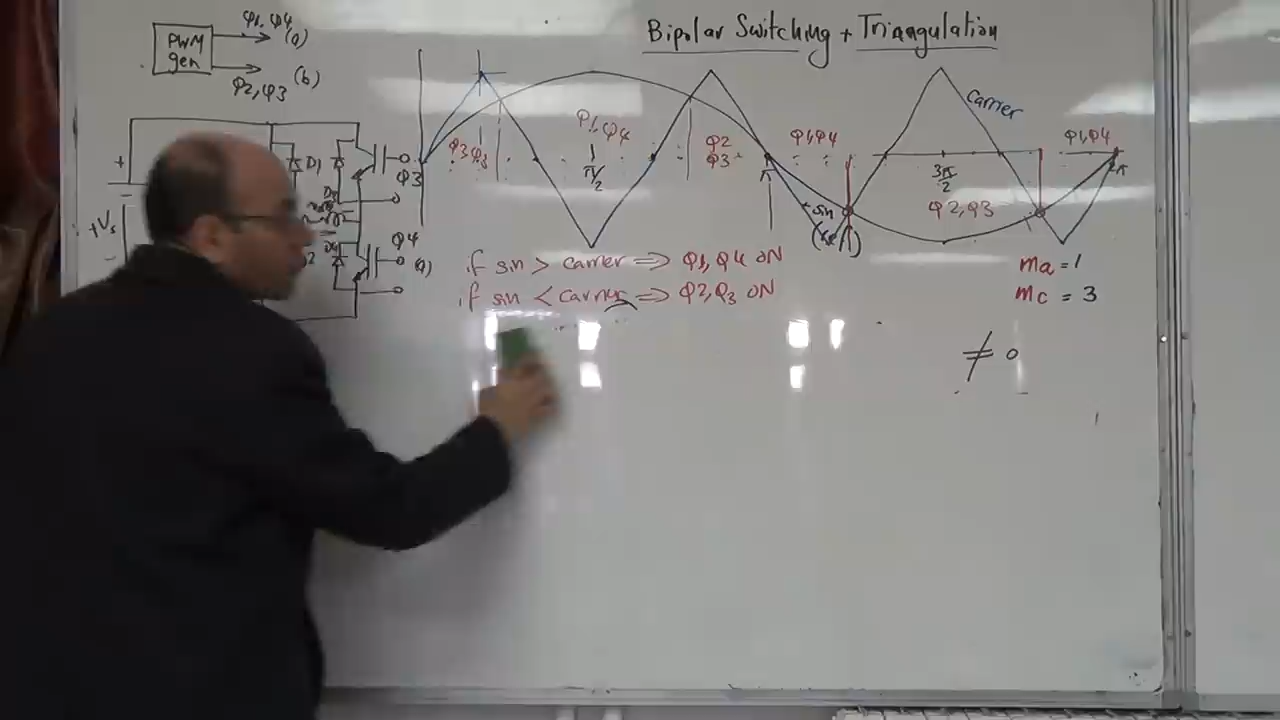 Bipolar Switching + Triangulation
PWM gen
φ1, φ4 (a)
φ2, φ3 (b)
+
-
+Vs
-
D1
φ3
φ4
φ1, φ4
π/2
φ2 φ3
π
φ1, φ4
Carrier
3π/2
φ2, φ3
φ1, φ4
2π
- sin
if sin > carrier ⇒ φ1, φ4 ON
if sin < carrier ⇒ φ2, φ3 ON
ma = 1
mc = 3
≠ 0